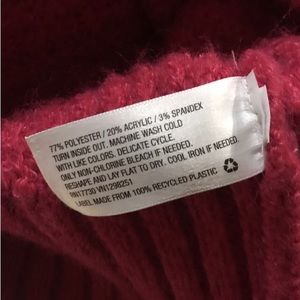 77% POLYESTER / 20% ACRYLIC / 3% SPANDEX
TURN INSIDE OUT. MACHINE WASH COLD
WITH LIKE COLORS. DELICATE CYCLE.
ONLY NON-CHLORINE BLEACH IF NEEDED.
RESHAPE AND LAY FLAT TO DRY. COOL IRON IF NEEDED.
RN17730 VN1298251
LABEL MADE FROM 100% RECYCLED PLASTIC